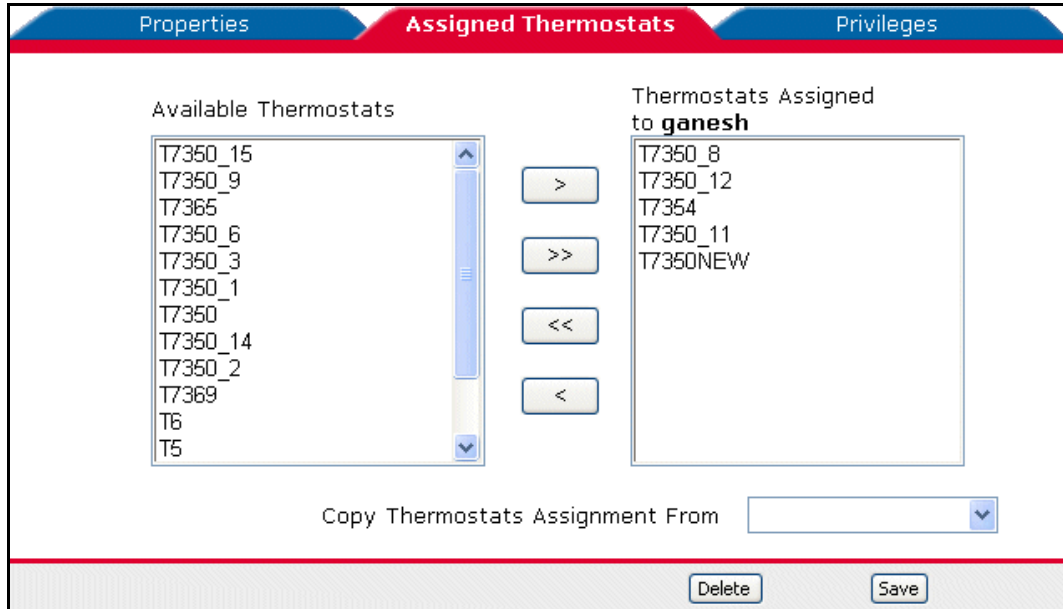 Properties
Assigned Thermostats
Privileges
Available Thermostats
T7350_15
T7350_9
T7365
T7350_6
T7350_3
T7350_1
T7350
T7350_14
T7350_2
T7369
T6
T5
>
>>
<<
<
Thermostats Assigned
to ganesh
T7350_8
T7350_12
T7354
T7350_11
T7350NEW
Copy Thermostats Assignment From
Delete
Save